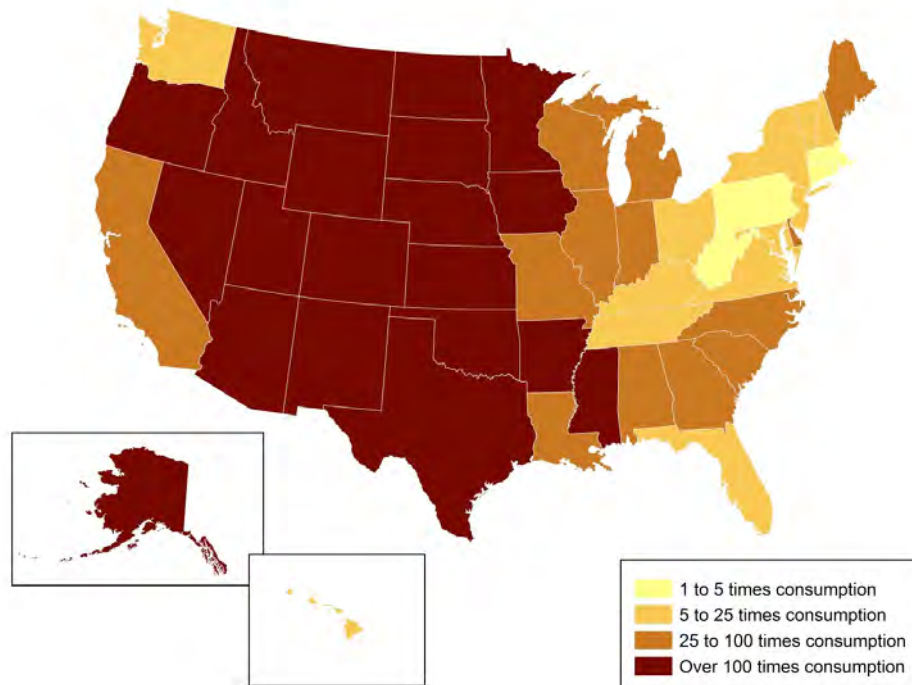 1 to 5 times consumption
5 to 25 times consumption
25 to 100 times consumption
Over 100 times consumption